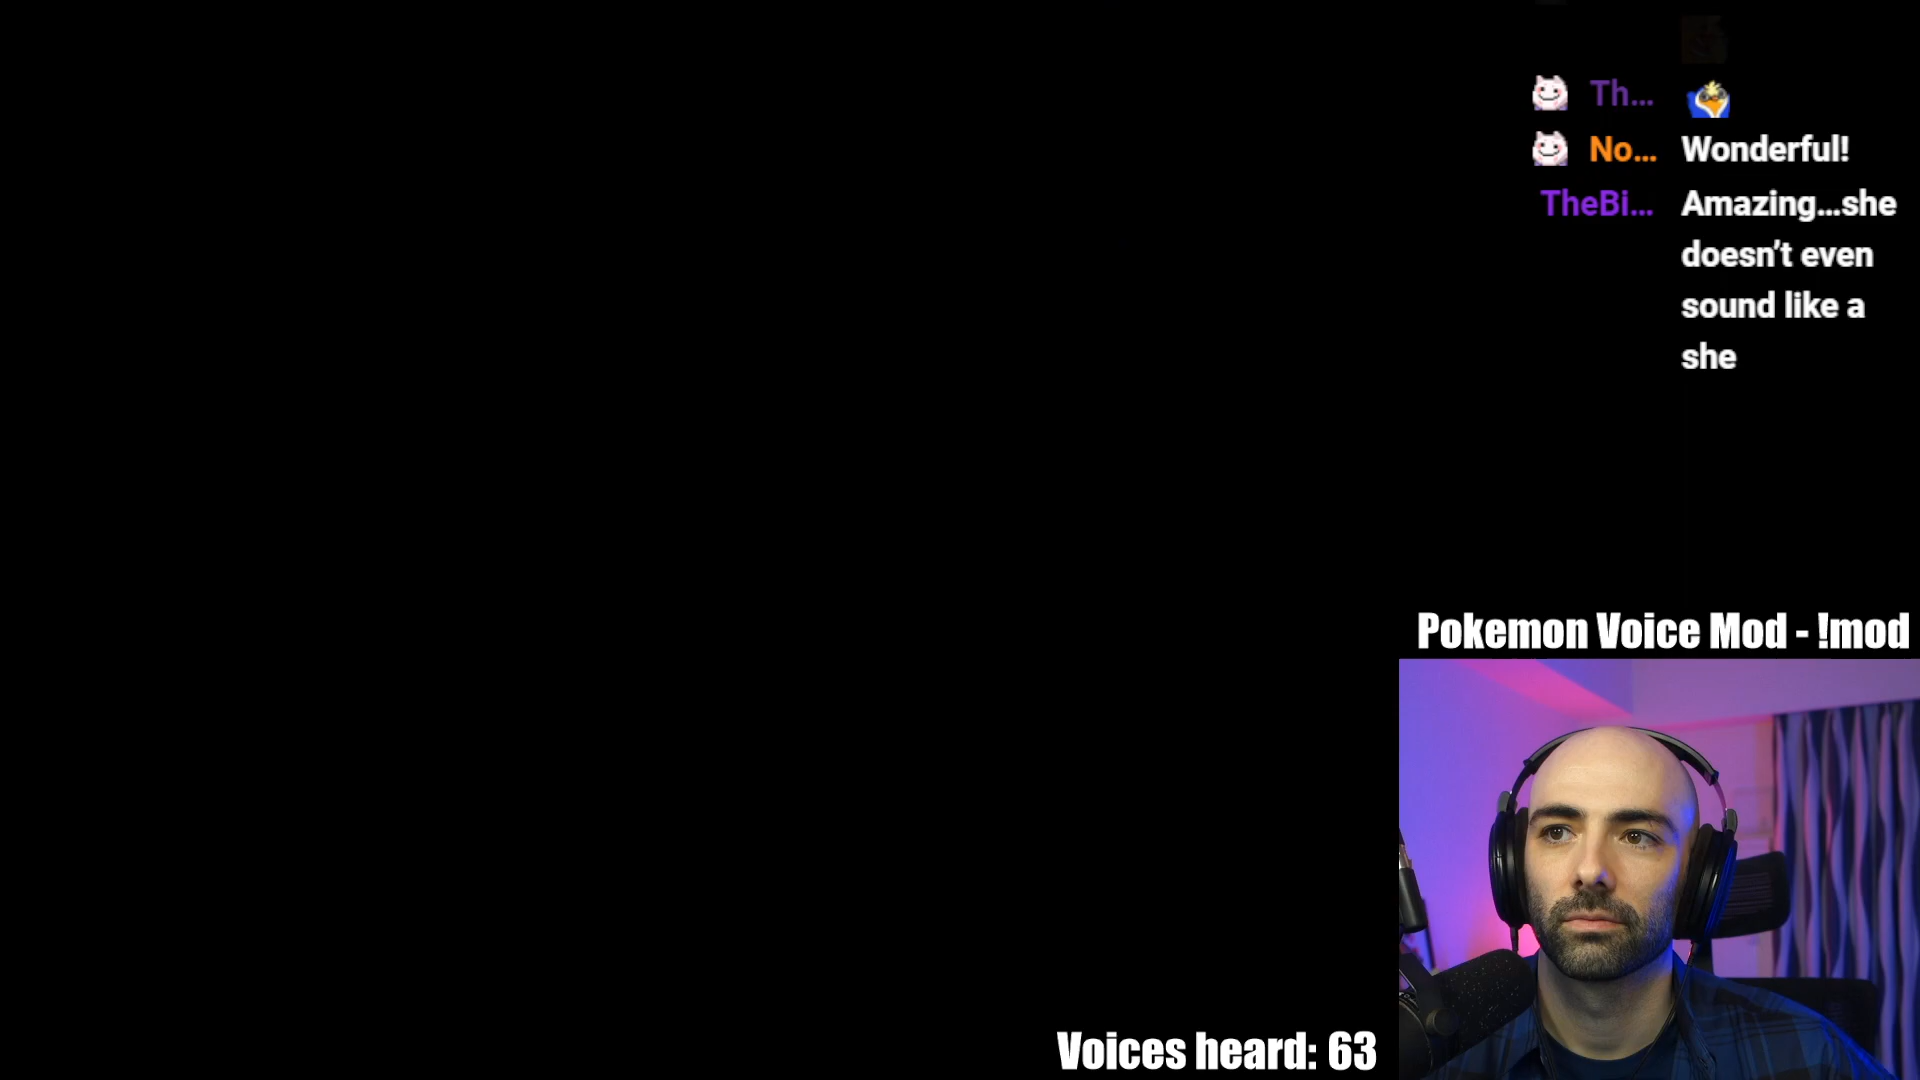 Th...
No... Wonderful!
TheBi... Amazing...she
doesn't even
sound like a
she
Pokemon Voice Mod - !mod
Voices heard: 63